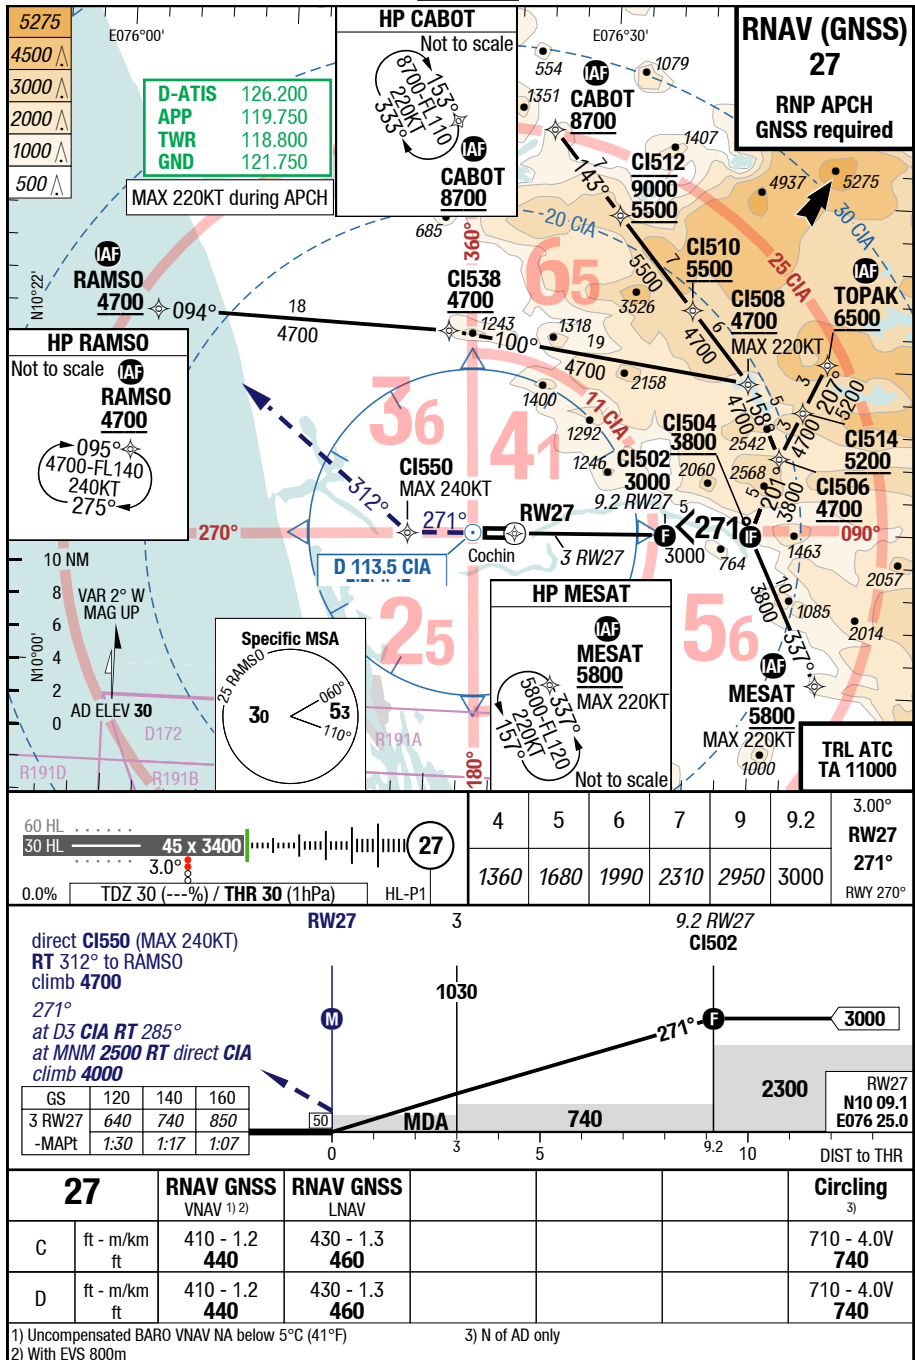 5275
4500
3000
2000
1000
500
E076°00'
D-ATIS 126.200
APP 119.750
TWR 118.800
GND 121.750
MAX 220KT during APCH
HP CABOT
Not to scale
153°
8700-FL110
220KT
333°
IAF
CABOT
8700
E076°30'
554
1079
1351
IAF
CABOT
8700
1407
RNAV (GNSS)
27
RNP APCH
GNSS required
7
143°
CI512
9000
5500
4937
5275
685
360°
20 CIA
30 CIA
25 CIA
IAF
RAMSO
4700
094°
18
4700
N10°22'
CI538
4700
1243
100°
1318
19
4700
65
5500
7
3526
CI510
5500
6
4700
CI508
4700
MAX 220KT
IAF
TOPAK
6500
3
207°
5200
HP RAMSO
Not to scale
IAF
RAMSO
4700
095°
4700-FL140
240KT
275°
36
41
1400
2158
11 CIA
1292
1246
158°
5
4700
2542
3
4700
CI504
3800
CI502
3000
2060
2568
9.2 RW27
CI514
5200
CI506
4700
201°
5
3800
312°
CI550
MAX 240KT
271°
270°
RW27
Cochin
3 RW27
F
5
3000
271°
IF
764
1463
090°
2057
D 113.5 CIA
10 NM
8
6
4
2
0
VAR 2° W
MAG UP
N10°00'
AD ELEV 30
D172
R191D
R191B
R191A
25
Specific MSA
25 RAMSO
30
060°
53
110°
180°
HP MESAT
IAF
MESAT
5800
MAX 220KT
337°
5800-FL120
220KT
157°
Not to scale
56
10
3800
337°
1085
2014
IAF
MESAT
5800
MAX 220KT
1000
TRL ATC
TA 11000
60 HL
30 HL
45 x 3400
27
3.0°
0.0%
TDZ 30 (---%) / THR 30 (1hPa)
HL-P1
4 5 6 7 9 9.2
1360 1680 1990 2310 2950 3000
3.00°
RW27
271°
RWY 270°
RW27
3
9.2 RW27
CI502
direct CI550 (MAX 240KT)
RT 312° to RAMSO
climb 4700
271°
at D3 CIA RT 285°
at MNM 2500 RT direct CIA
climb 4000
M
1030
271°
F
3000
GS 120 140 160
3 RW27 640 740 850
-MAPt 1:30 1:17 1:07
50
MDA
740
2300
RW27
N10 09.1
E076 25.0
0 3 5 9.2 10
DIST to THR
27
RNAV GNSS
VNAV 1) 2)
RNAV GNSS
LNAV
Circling
3)
C ft - m/km 410 - 1.2 430 - 1.3 710 - 4.0V
ft 440 460 740
D ft - m/km 410 - 1.2 430 - 1.3 710 - 4.0V
ft 440 460 740
1) Uncompensated BARO VNAV NA below 5°C (41°F)
3) N of AD only
2) With EVS 800m